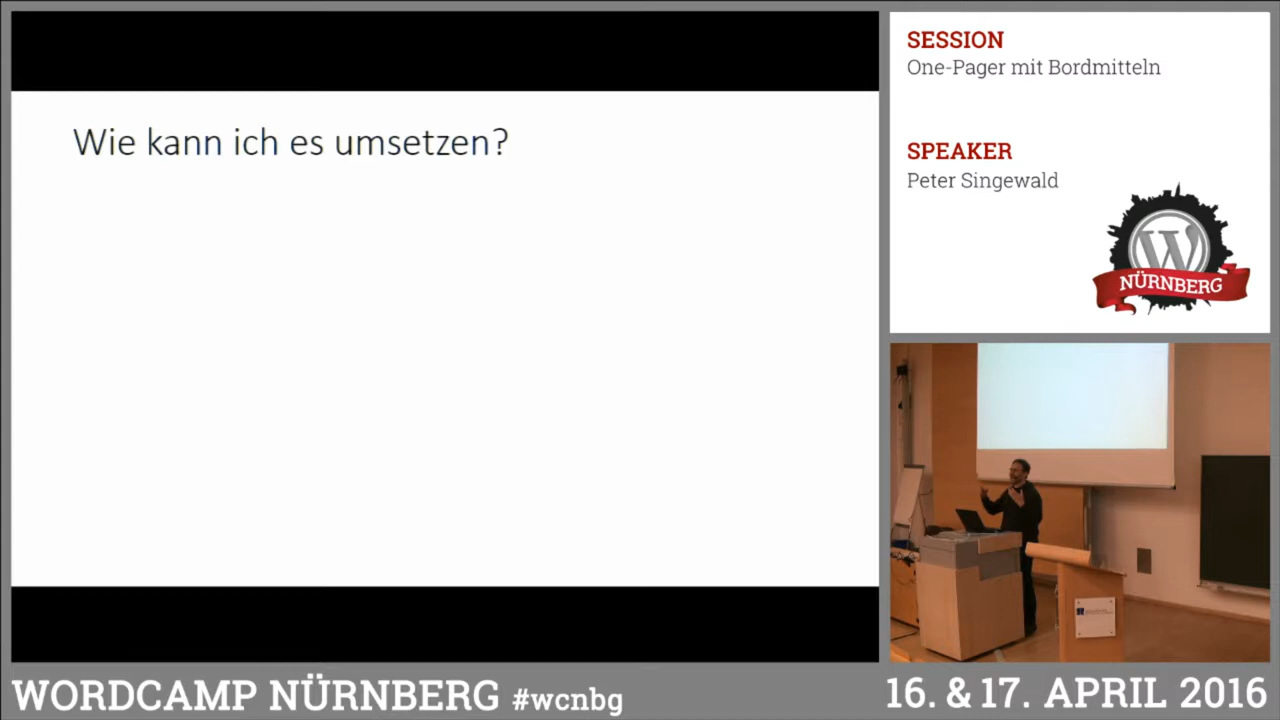 Wie kann ich es umsetzen?
SESSION
One-Pager mit Bordmitteln
SPEAKER
Peter Singewald
W
NÜRNBERG
WORDCAMP NÜRNBERG #wcnbg
16. & 17. APRIL 2016